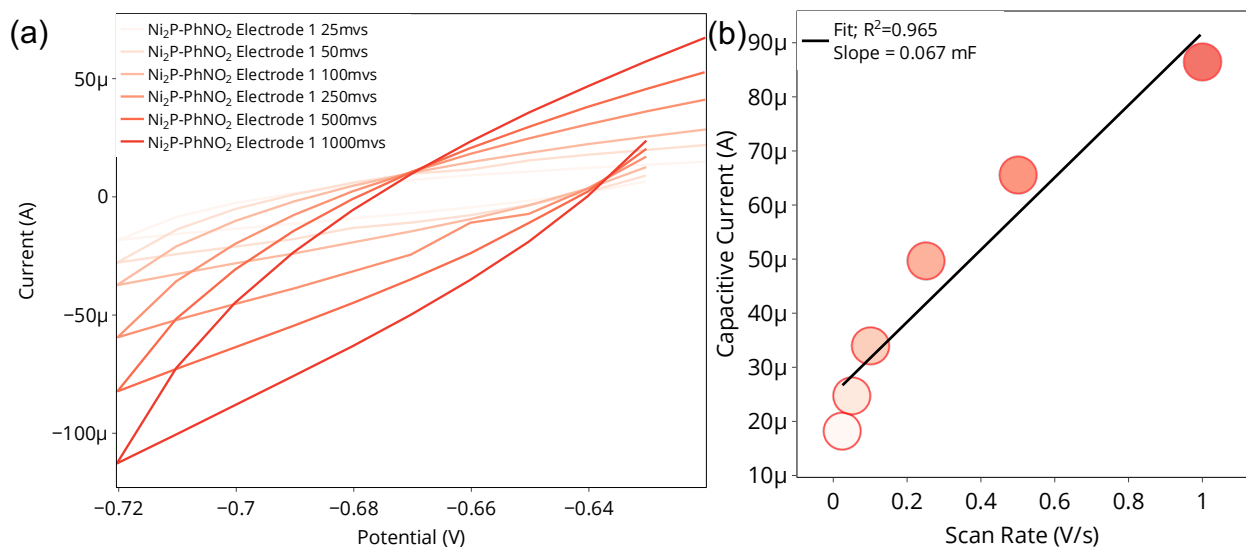 (a)
Ni₂P-PhNO₂ Electrode 1 25mvs
Ni₂P-PhNO₂ Electrode 1 50mvs
Ni₂P-PhNO₂ Electrode 1 100mvs
Ni₂P-PhNO₂ Electrode 1 250mvs
Ni₂P-PhNO₂ Electrode 1 500mvs
Ni₂P-PhNO₂ Electrode 1 1000mvs
50μ
0
−50μ
−100μ
Current (A)
−0.72
−0.7
−0.68
−0.66
−0.64
Potential (V)
(b)
Fit; R²=0.965
Slope = 0.067 mF
90μ
80μ
70μ
60μ
50μ
40μ
30μ
20μ
10μ
Capacitive Current (A)
0
0.2
0.4
0.6
0.8
1
Scan Rate (V/s)